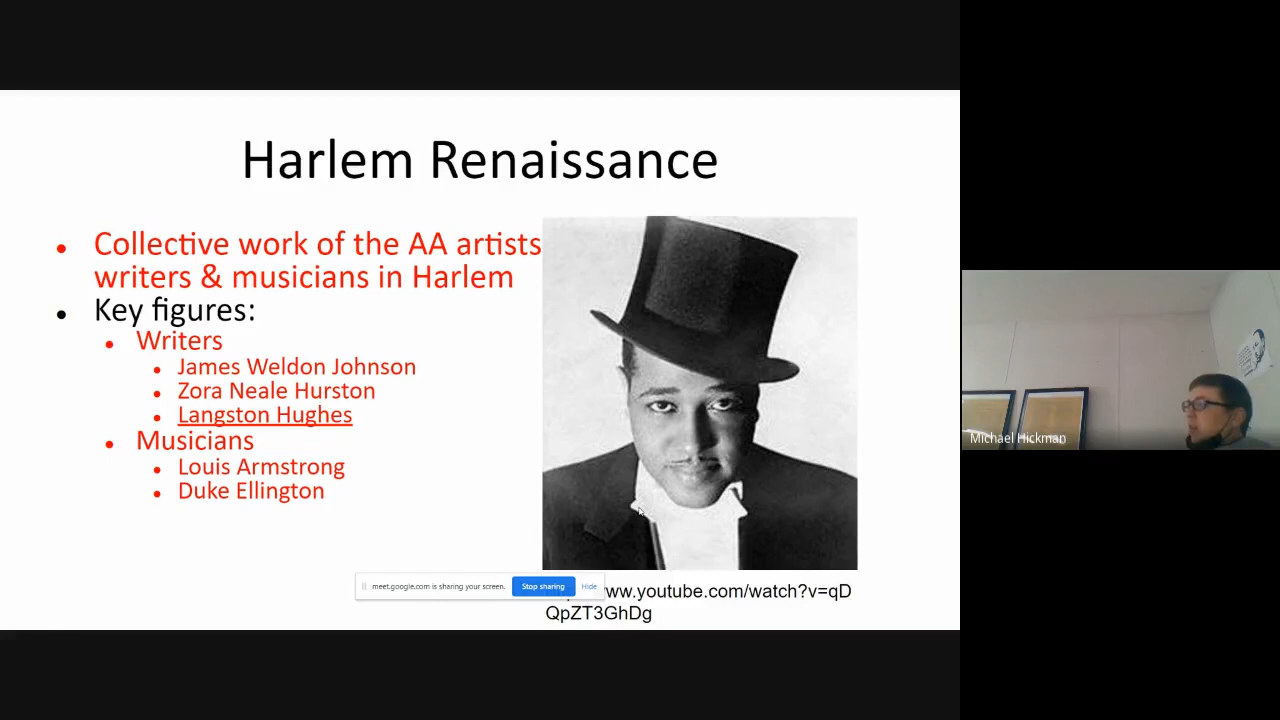 Harlem Renaissance
Collective work of the AA artists
writers & musicians in Harlem
Key figures:
Writers
James Weldon Johnson
Zora Neale Hurston
Langston Hughes
Musicians
Louis Armstrong
Duke Ellington
meet.google.com is sharing your screen. Stop sharing Hide
ww.youtube.com/watch?v=qD
QpZT3GhDg
Michael Hickman